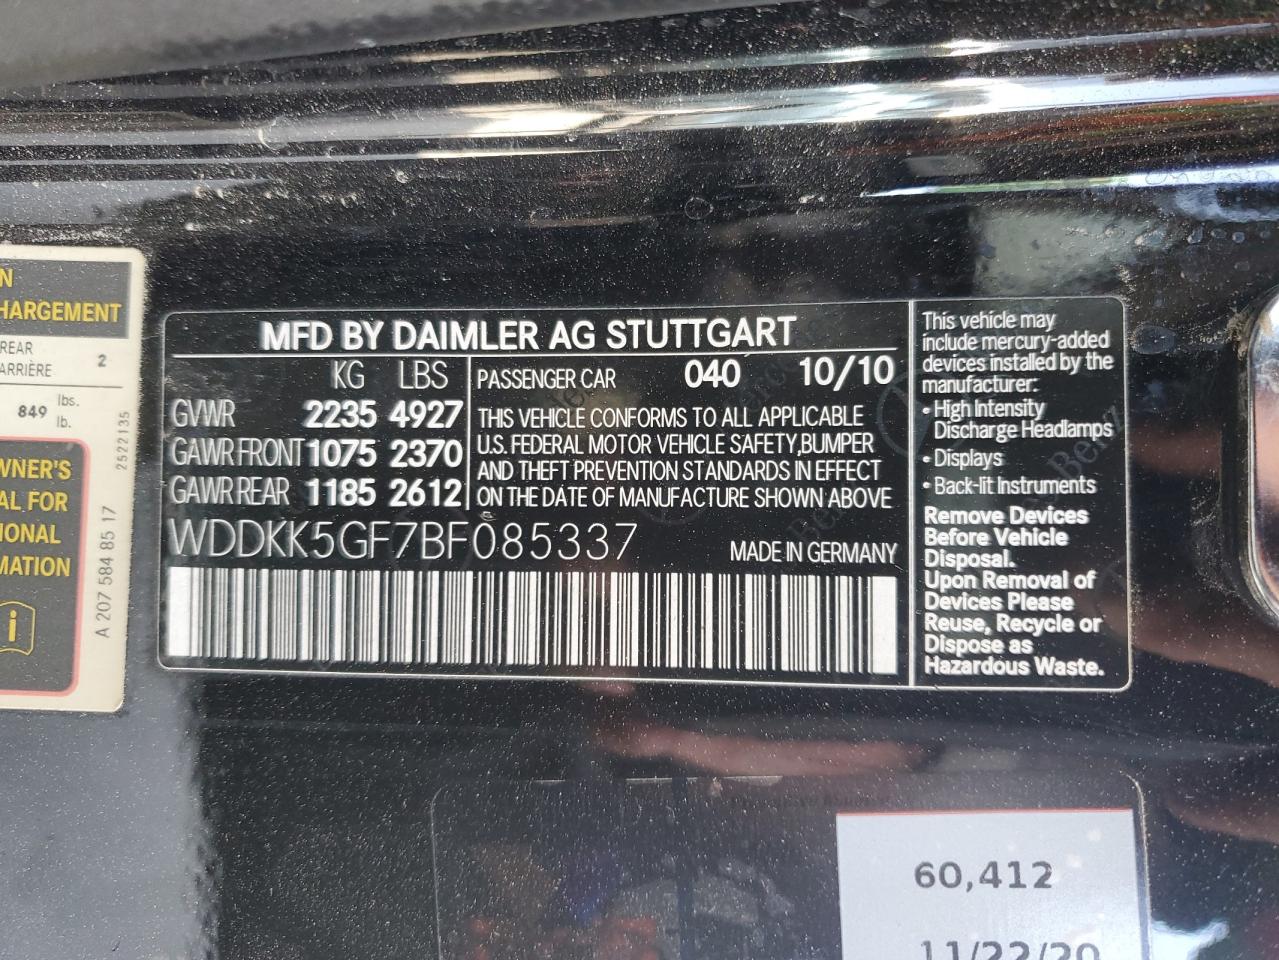 N
HARGEMENT
REAR
ARRIÈRE 2
849 lbs.
lb.
WNER'S
AL FOR
IONAL
MATION
i
A 207 584 85 17
2522135
MFD BY DAIMLER AG STUTTGART
KG LBS
GVWR 2235 4927
GAWR FRONT 1075 2370
GAWR REAR 1185 2612
PASSENGER CAR 040 10/10
THIS VEHICLE CONFORMS TO ALL APPLICABLE
U.S. FEDERAL MOTOR VEHICLE SAFETY,BUMPER
AND THEFT PREVENTION STANDARDS IN EFFECT
ON THE DATE OF MANUFACTURE SHOWN ABOVE
WDDKK5GF7BF085337
MADE IN GERMANY
This vehicle may
include mercury-added
devices installed by the
manufacturer:
• High Intensity
Discharge Headlamps
• Displays
• Back-lit Instruments
Remove Devices
Before Vehicle
Disposal.
Upon Removal of
Devices Please
Reuse, Recycle or
Dispose as
Hazardous Waste.
60,412
11/22/20